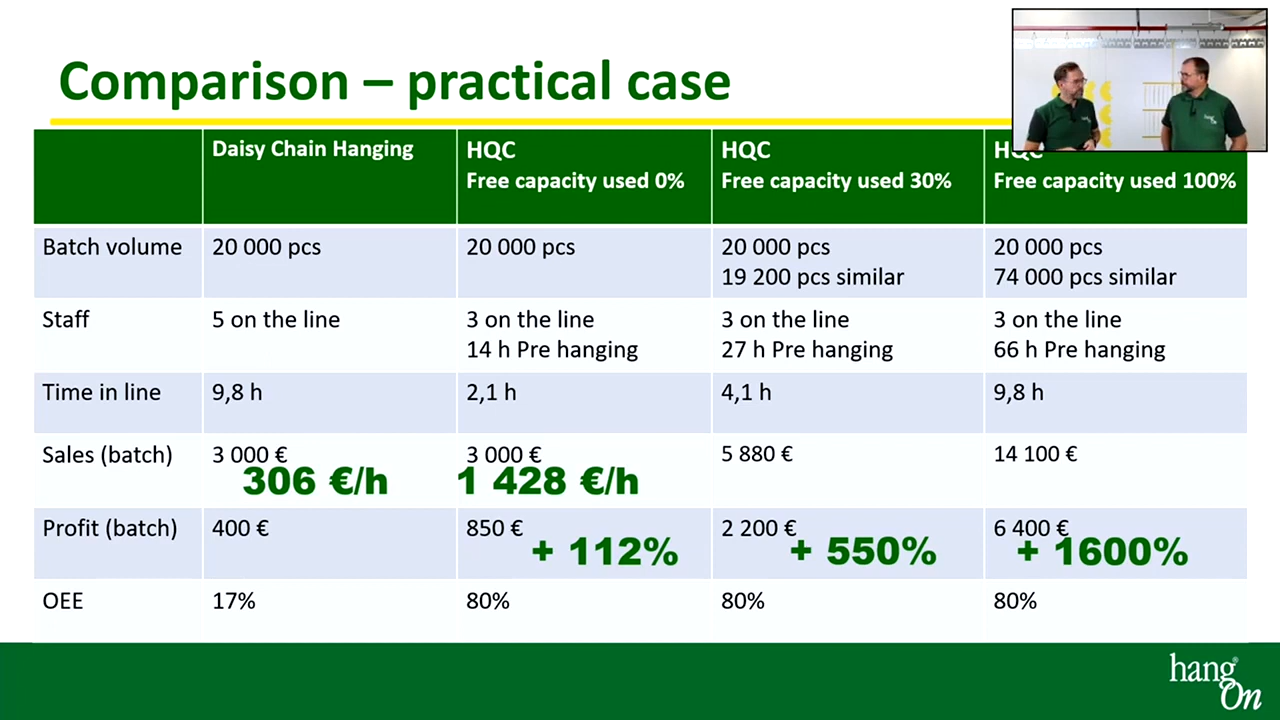 Comparison – practical case
Daisy Chain Hanging
HQC
Free capacity used 0%
HQC
Free capacity used 30%
HQC
Free capacity used 100%
Batch volume
20 000 pcs
20 000 pcs
20 000 pcs
19 200 pcs similar
20 000 pcs
74 000 pcs similar
Staff
5 on the line
3 on the line
14 h Pre hanging
3 on the line
27 h Pre hanging
3 on the line
66 h Pre hanging
Time in line
9,8 h
2,1 h
4,1 h
9,8 h
Sales (batch)
3 000 €
306 €/h
3 000 €
1 428 €/h
5 880 €
14 100 €
Profit (batch)
400 €
850 €
+ 112%
2 200 €
+ 550%
6 400 €
+ 1600%
OEE
17%
80%
80%
80%
hang®
On